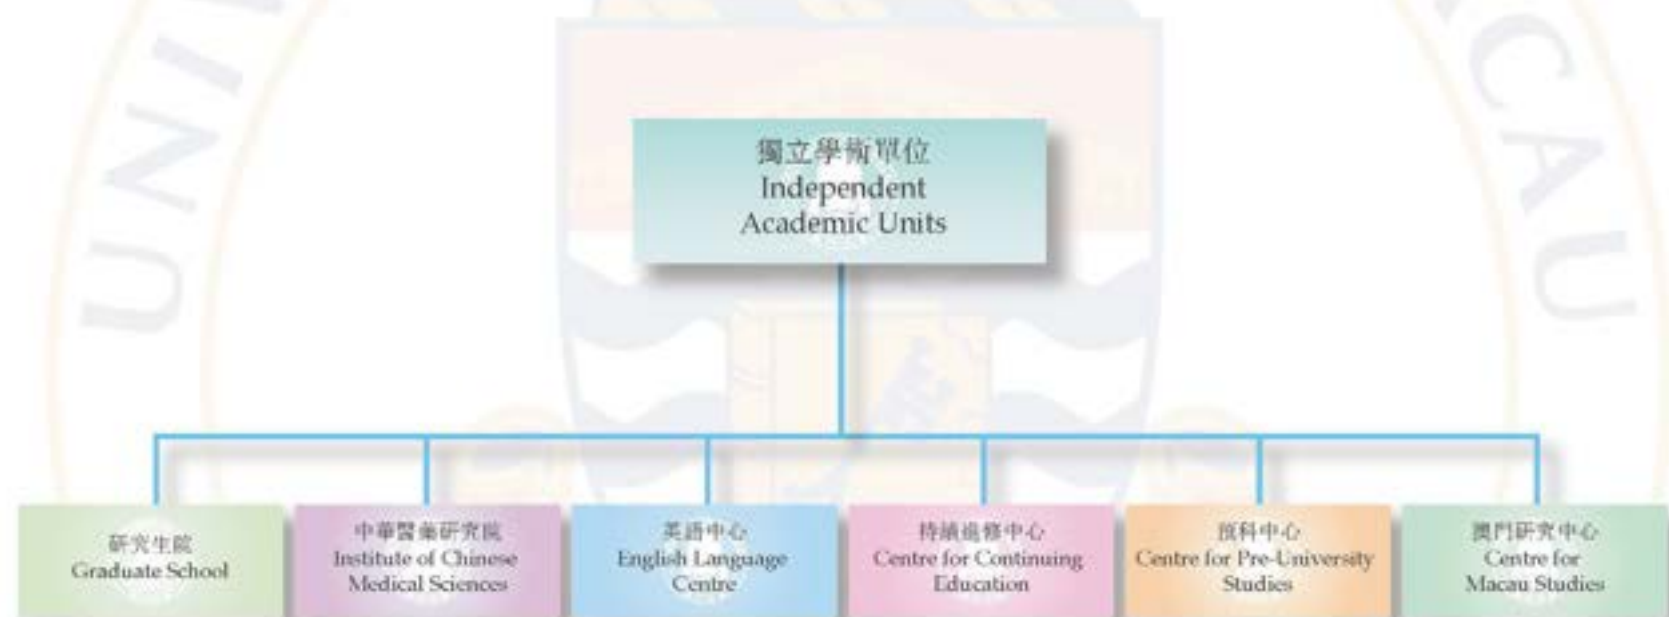 UNI
CAU
獨立學術單位
Independent
Academic Units
研究生院
Graduate School
中華醫藥研究院
Institute of Chinese
Medical Sciences
英語中心
English Language
Centre
持續進修中心
Centre for Continuing
Education
預科中心
Centre for Pre-University
Studies
澳門研究中心
Centre for
Macau Studies